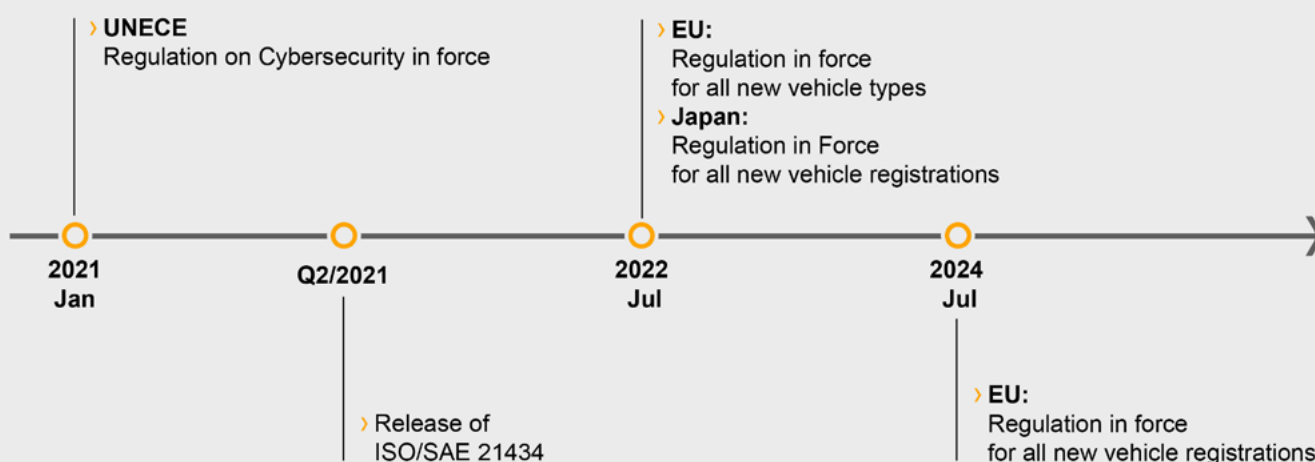 › UNECE
Regulation on Cybersecurity in force
› EU:
Regulation in force
for all new vehicle types
› Japan:
Regulation in Force
for all new vehicle registrations
2021
Jan
Q2/2021
2022
Jul
2024
Jul
› Release of
ISO/SAE 21434
› EU:
Regulation in force
for all new vehicle registrations